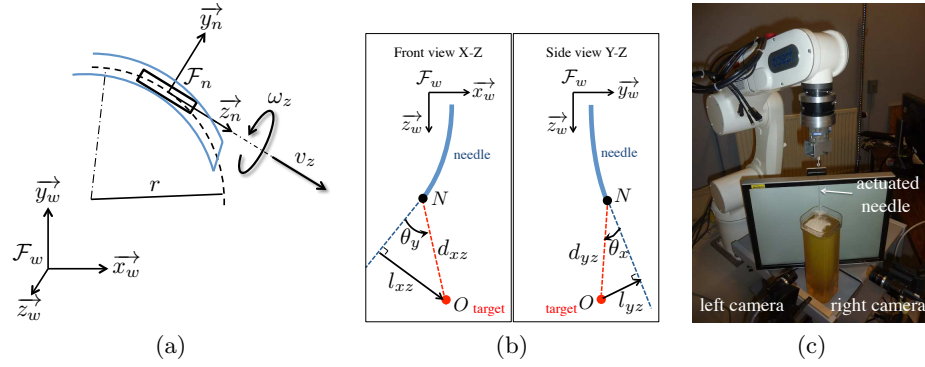 y_n
F_n
z_n
ω_z
v_z
r
y_w
F_w
x_w
z_w
(a)
Front view X-Z
F_w
x_w
z_w
needle
N
θ_y
d_xz
l_xz
O
target
Side view Y-Z
F_w
y_w
z_w
needle
N
θ_x
d_yz
O
l_yz
target
(b)
actuated
needle
left camera
right camera
(c)